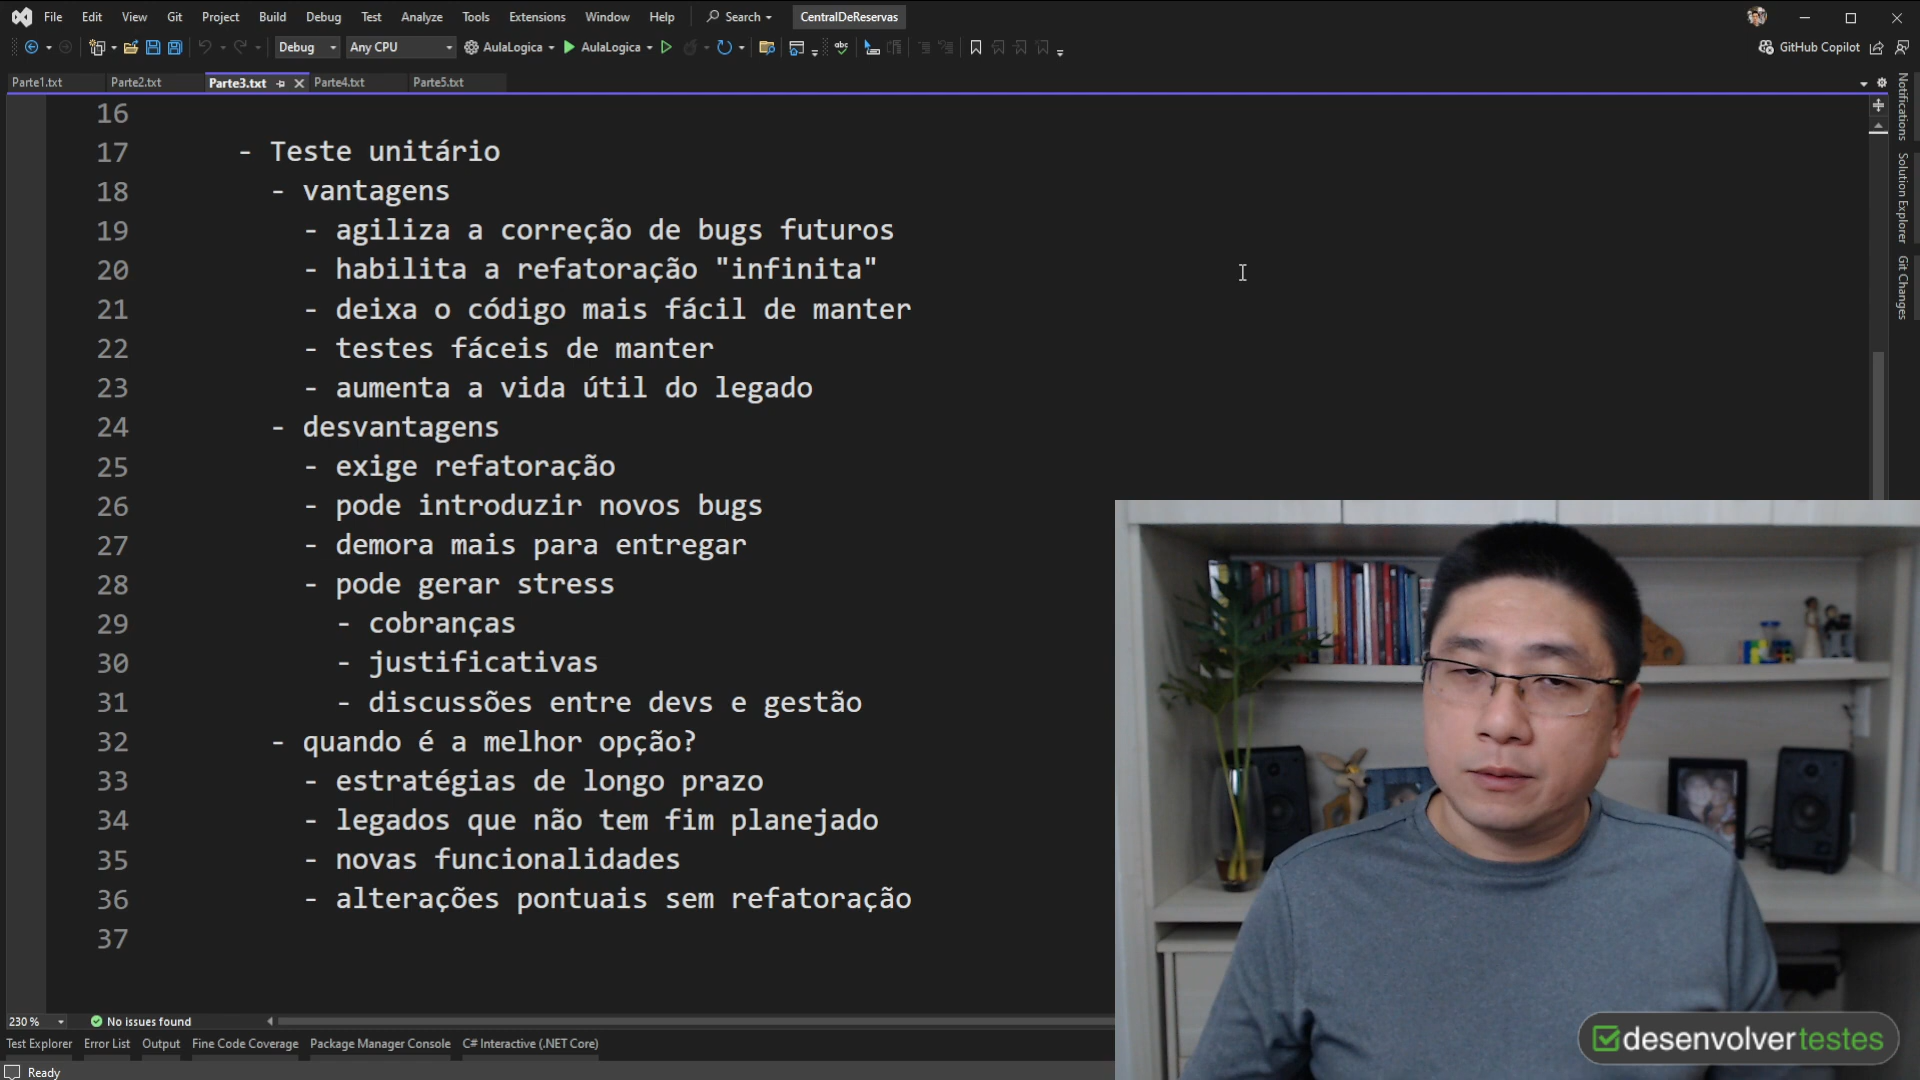 File Edit View Git Project Build Debug Test Analyze Tools Extensions Window Help Search CentralDeReservas
Debug Any CPU AulaLogica AulaLogica GitHub Copilot
Parte1.txt Parte2.txt Parte3.txt Parte4.txt Parte5.txt
16
17 - Teste unitário
18 - vantagens
19 - agiliza a correção de bugs futuros
20 - habilita a refatoração "infinita"
21 - deixa o código mais fácil de manter
22 - testes fáceis de manter
23 - aumenta a vida útil do legado
24 - desvantagens
25 - exige refatoração
26 - pode introduzir novos bugs
27 - demora mais para entregar
28 - pode gerar stress
29 - cobranças
30 - justificativas
31 - discussões entre devs e gestão
32 - quando é a melhor opção?
33 - estratégias de longo prazo
34 - legados que não tem fim planejado
35 - novas funcionalidades
36 - alterações pontuais sem refatoração
37
Notifications
Solution Explorer
Git Changes
230 % No issues found
Test Explorer Error List Output Fine Code Coverage Package Manager Console C# Interactive (.NET Core)
Ready
desenvolvertestes